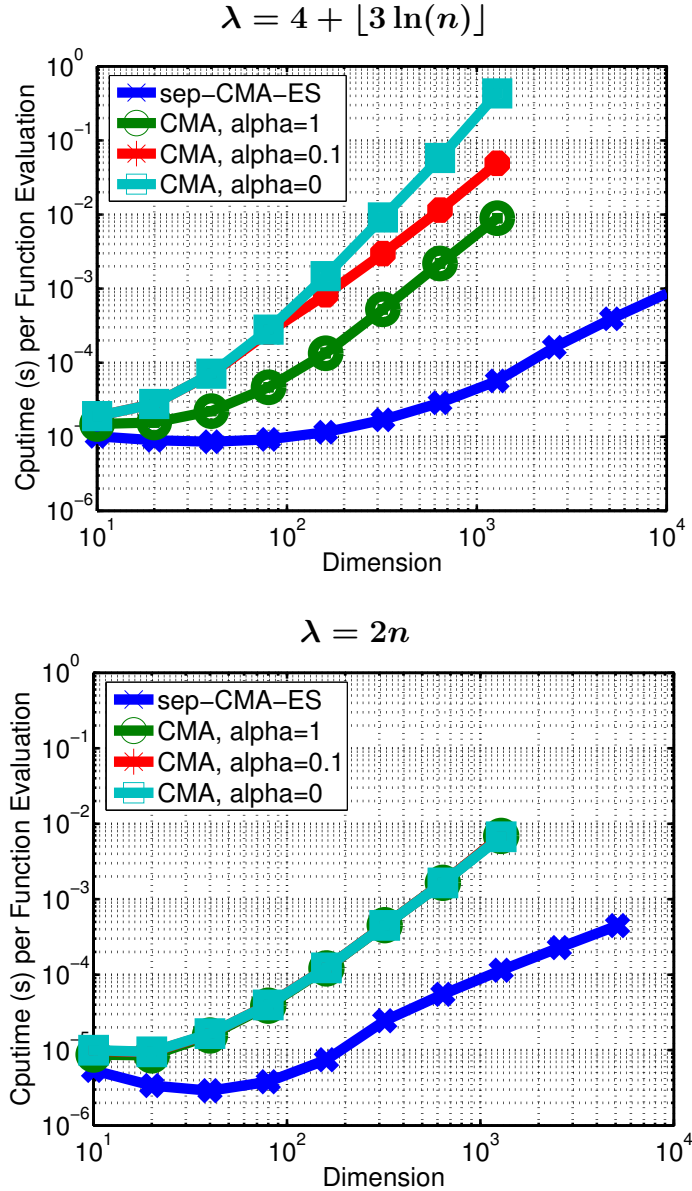 λ = 4 + ⌊3 ln(n)⌋
10^0
10^−1
10^−2
10^−3
10^−4
10^−5
10^−6
Cputime (s) per Function Evaluation
sep−CMA−ES
CMA, alpha=1
CMA, alpha=0.1
CMA, alpha=0
10^1
10^2
10^3
10^4
Dimension
λ = 2n
10^0
10^−1
10^−2
10^−3
10^−4
10^−5
10^−6
Cputime (s) per Function Evaluation
sep−CMA−ES
CMA, alpha=1
CMA, alpha=0.1
CMA, alpha=0
10^1
10^2
10^3
10^4
Dimension